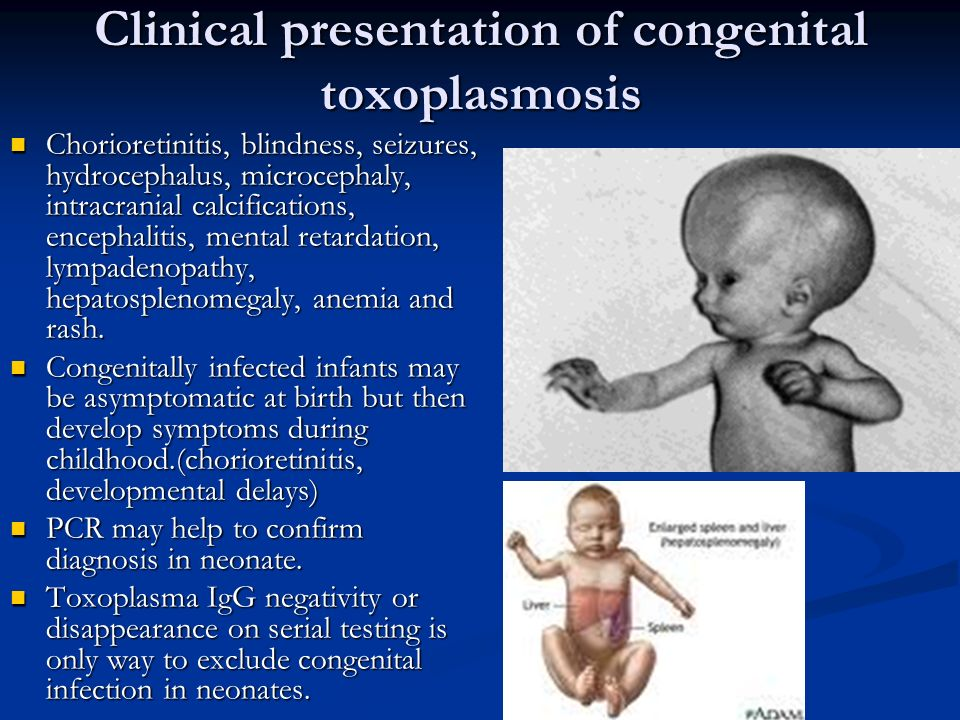 Clinical presentation of congenital
toxoplasmosis
Chorioretinitis, blindness, seizures,
hydrocephalus, microcephaly,
intracranial calcifications,
encephalitis, mental retardation,
lympadenopathy,
hepatosplenomegaly, anemia and
rash.
Congenitally infected infants may
be asymptomatic at birth but then
develop symptoms during
childhood.(chorioretinitis,
developmental delays)
PCR may help to confirm
diagnosis in neonate.
Toxoplasma IgG negativity or
disappearance on serial testing is
only way to exclude congenital
infection in neonates.
Enlarged spleen and liver
(hepatosplenomegaly)
Liver
Spleen
ADAM